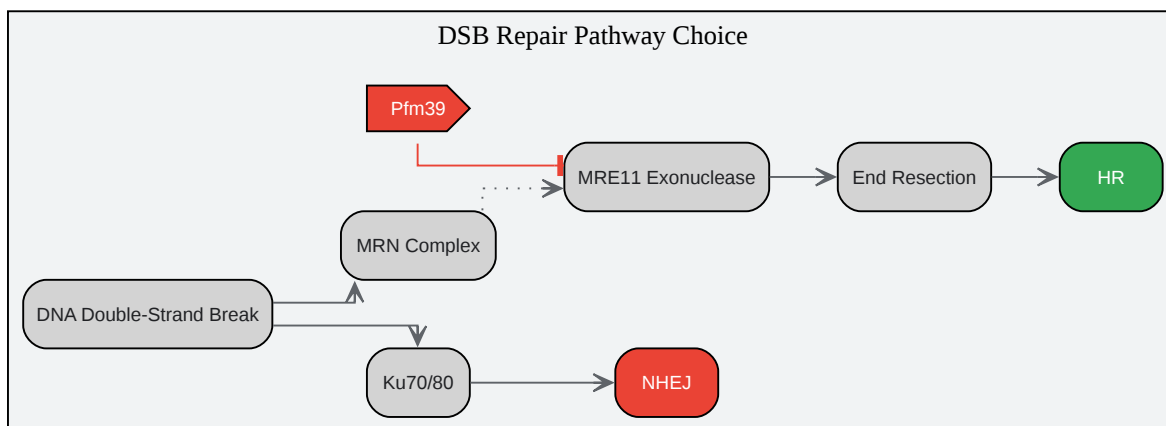 DSB Repair Pathway Choice
Pfm39
MRE11 Exonuclease
End Resection
HR
MRN Complex
DNA Double-Strand Break
Ku70/80
NHEJ